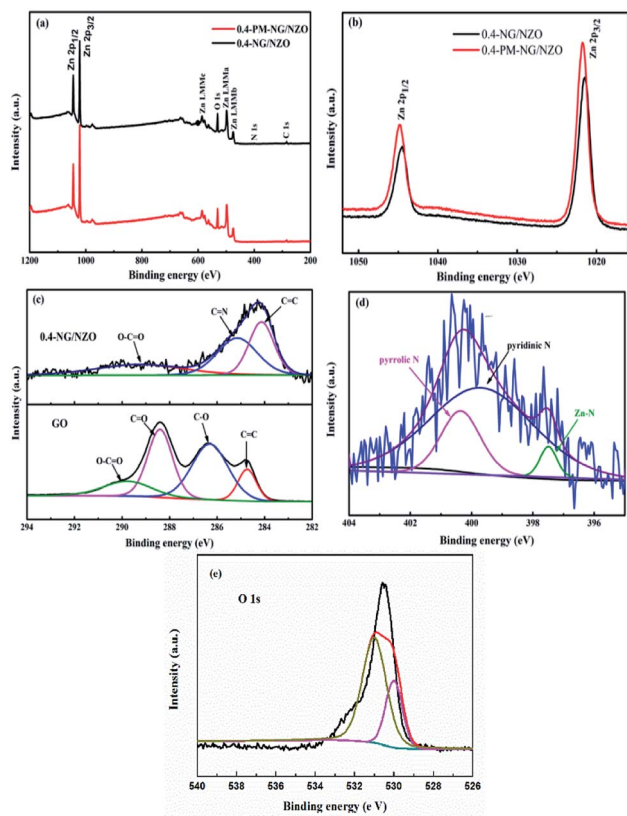 (a)
Zn 2p1/2
Zn 2p3/2
0.4-PM-NG/NZO
0.4-NG/NZO
Zn LMMc
O 1s
Zn LMMa
Zn LMMb
N 1s
C 1s
Intensity (a.u.)
1200 1000 800 600 400 200
Binding energy (eV)
(b)
0.4-NG/NZO
0.4-PM-NG/NZO
Zn 2p1/2
Zn 2p3/2
Intensity (a.u.)
1050 1040 1030 1020
Binding energy (eV)
(c)
0.4-NG/NZO
O-C=O
C=N
C=C
GO
O-C=O
C=O
C-O
C=C
Intensity (a.u.)
294 292 290 288 286 284 282
Binding energy (eV)
(d)
pyrrolic N
pyridinic N
Zn-N
Intensity (a.u.)
404 402 400 398 396
Binding energy (eV)
(e)
O 1s
Intensity (a.u.)
540 538 536 534 532 530 528 526
Binding energy (e V)